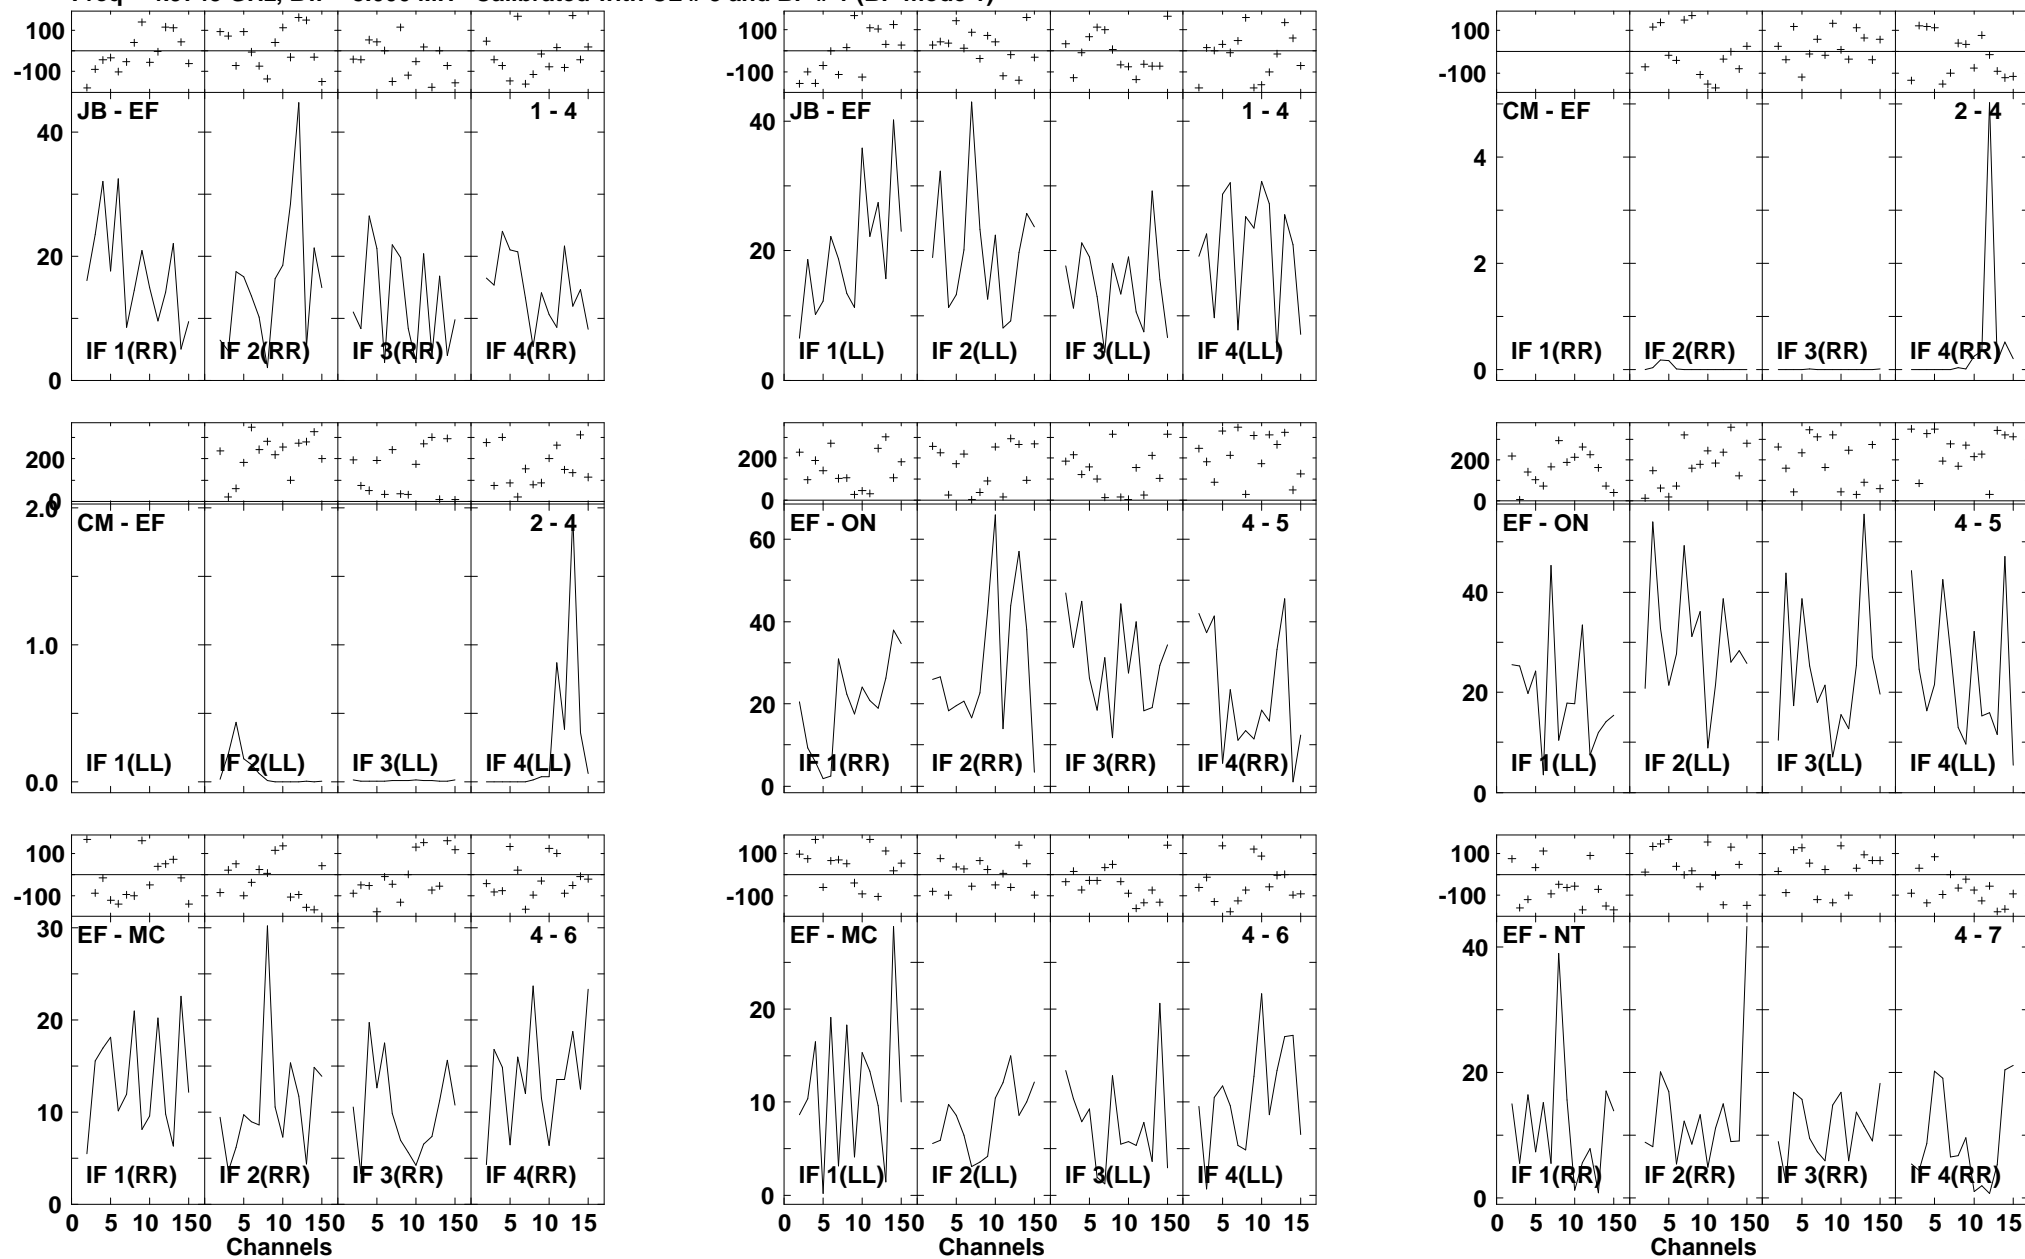 100
-100
JB - EF 1 - 4
40
20
0
IF 1(RR) IF 2(RR) IF 3(RR) IF 4(RR)
JB - EF 1 - 4
40
20
0
IF 1(LL) IF 2(LL) IF 3(LL) IF 4(LL)
100
-100
CM - EF 2 - 4
4
2
0
IF 1(RR) IF 2(RR) IF 3(RR) IF 4(RR)
200
0
CM - EF 2 - 4
2.0
1.0
0.0
IF 1(LL) IF 2(LL) IF 3(LL) IF 4(LL)
200
0
EF - ON 4 - 5
60
40
20
0
IF 1(RR) IF 2(RR) IF 3(RR) IF 4(RR)
200
0
EF - ON 4 - 5
40
20
0
IF 1(LL) IF 2(LL) IF 3(LL) IF 4(LL)
100
-100
EF - MC 4 - 6
30
20
10
0
IF 1(RR) IF 2(RR) IF 3(RR) IF 4(RR)
0 5 10 150 5 10 150 5 10 150 5 10 15
Channels
100
-100
EF - MC 4 - 6
20
10
0
IF 1(LL) IF 2(LL) IF 3(LL) IF 4(LL)
0 5 10 150 5 10 150 5 10 150 5 10 15
Channels
100
-100
EF - NT 4 - 7
40
20
0
IF 1(RR) IF 2(RR) IF 3(RR) IF 4(RR)
0 5 10 150 5 10 150 5 10 150 5 10 15
Channels